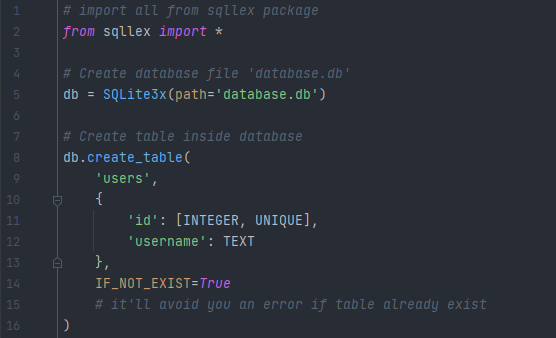 1 # import all from sqllex package
2 from sqllex import *
3
4 # Create database file 'database.db'
5 db = SQLite3x(path='database.db')
6
7 # Create table inside database
8 db.create_table(
9     'users',
10     {
11         'id': [INTEGER, UNIQUE],
12         'username': TEXT
13     },
14     IF_NOT_EXIST=True
15     # it'll avoid you an error if table already exist
16 )